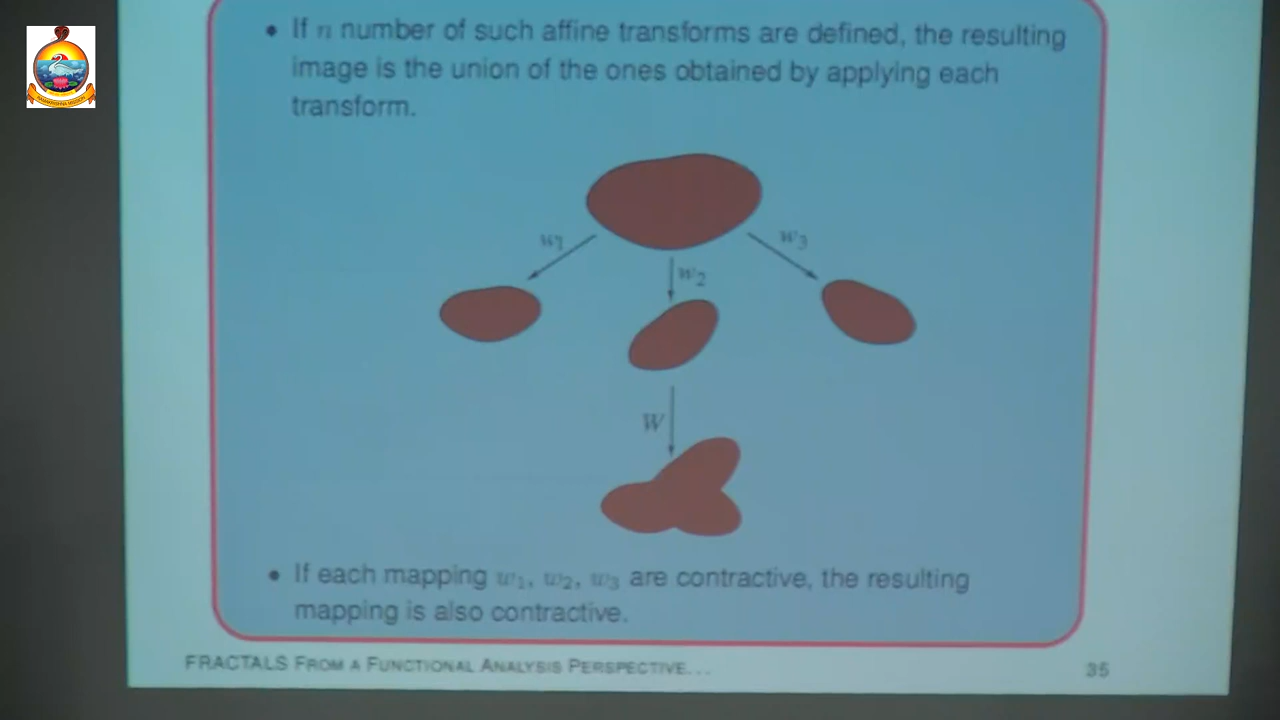 • If n number of such affine transforms are defined, the resulting
image is the union of the ones obtained by applying each
transform.
w1
w2
w3
W
• If each mapping w1, w2, w3 are contractive, the resulting
mapping is also contractive.
FRACTALS FROM A FUNCTIONAL ANALYSIS PERSPECTIVE...
35